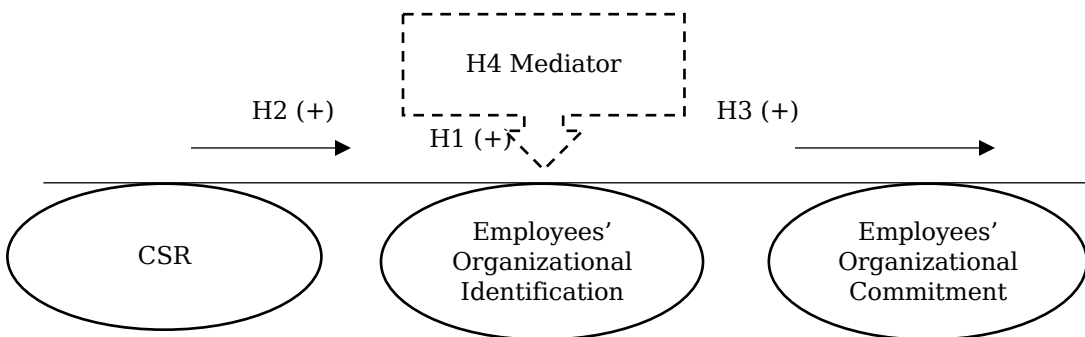 H4 Mediator
H2 (+)
H1 (+)
H3 (+)
CSR
Employees’
Organizational
Identification
Employees’
Organizational
Commitment